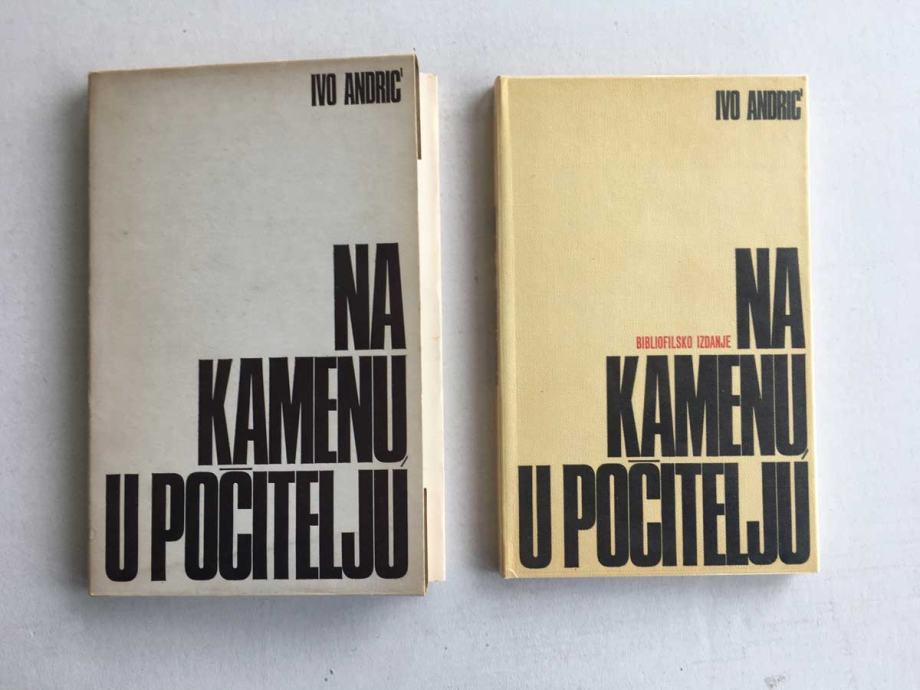 IVO ANDRIĆ
NA
KAMENU,
U POČITELJU
IVO ANDRIĆ
BIBLIOFILSKO IZDANJE NA
KAMENU,
U POČITELJU